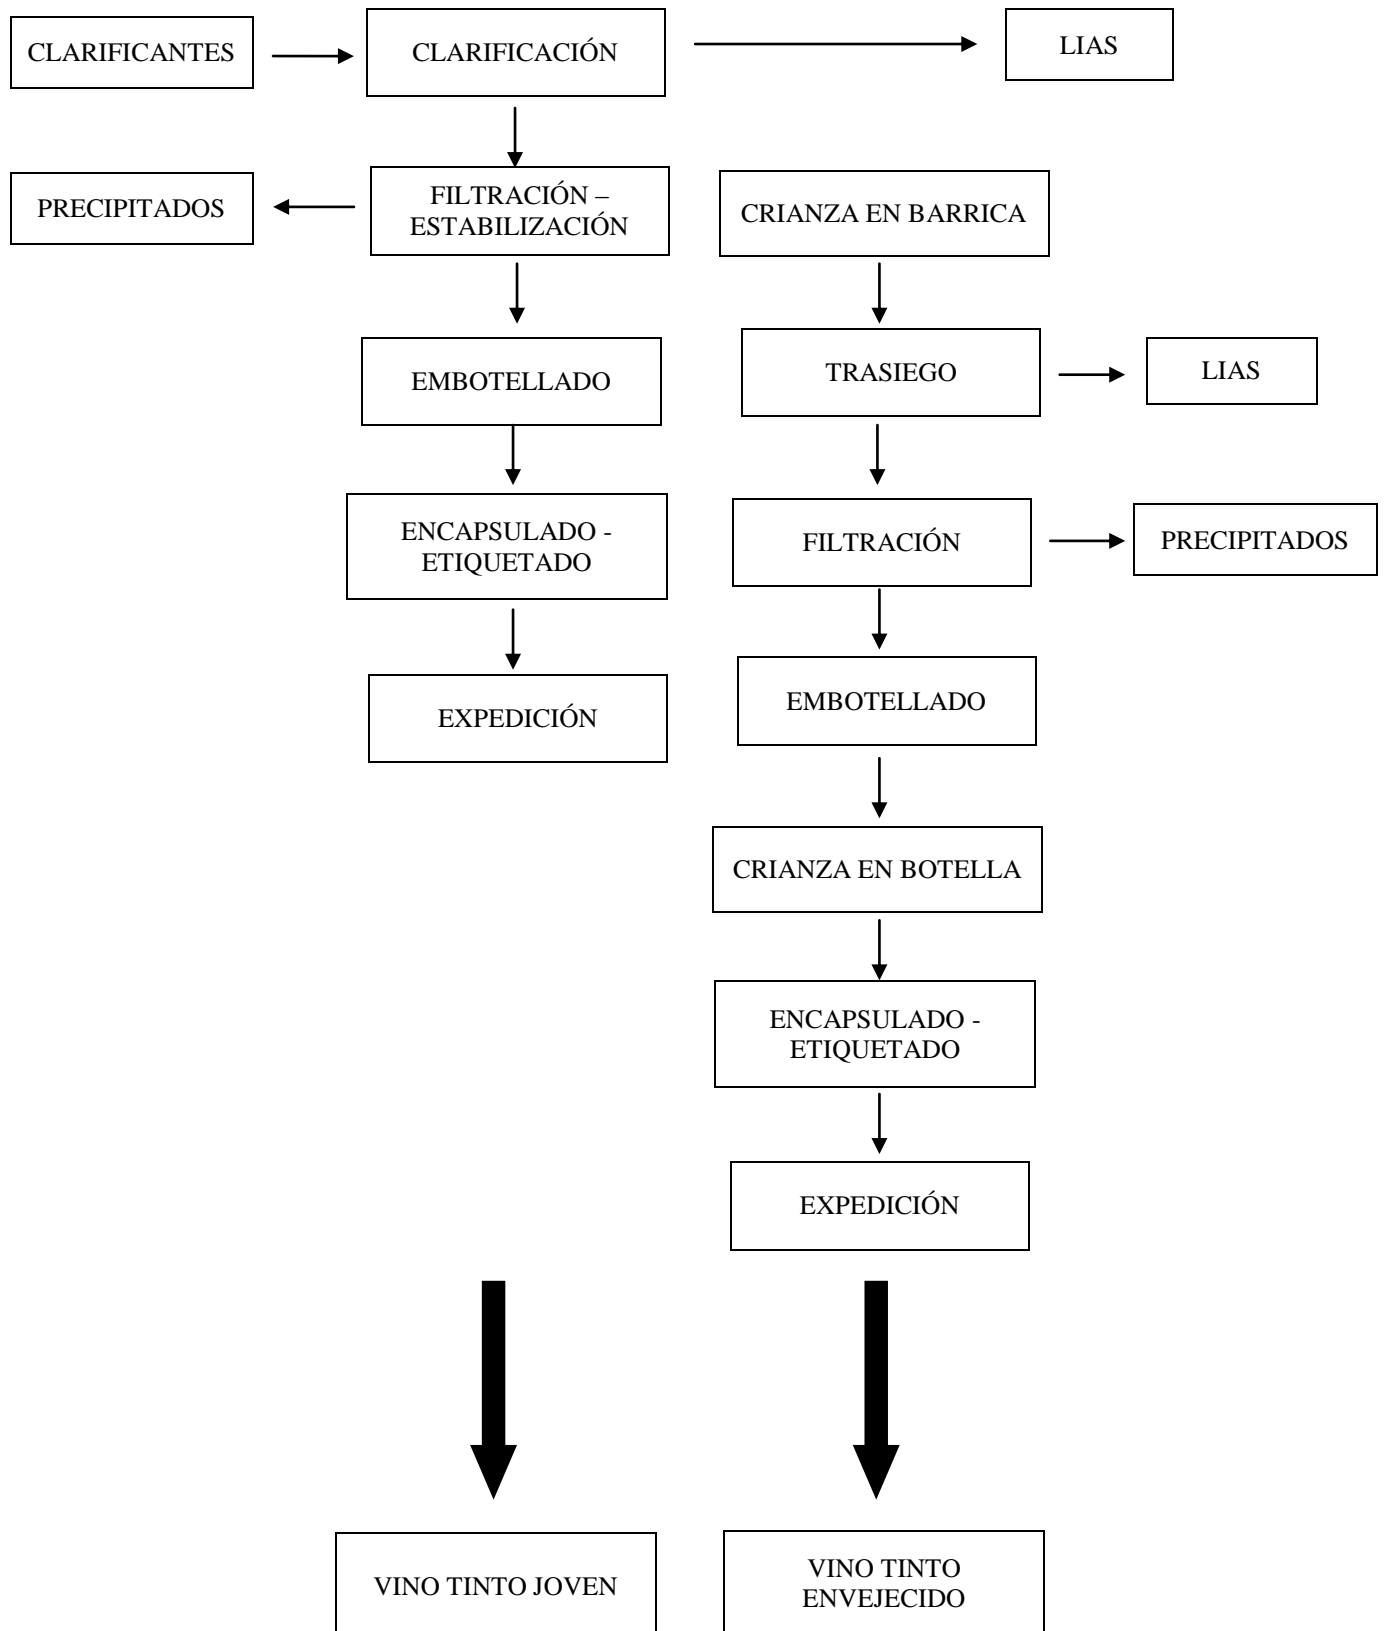 CLARIFICANTES
CLARIFICACIÓN
LIAS
PRECIPITADOS
FILTRACIÓN –
ESTABILIZACIÓN
CRIANZA EN BARRICA
EMBOTELLADO
TRASIEGO
LIAS
ENCAPSULADO -
ETIQUETADO
FILTRACIÓN
PRECIPITADOS
EXPEDICIÓN
EMBOTELLADO
CRIANZA EN BOTELLA
ENCAPSULADO -
ETIQUETADO
EXPEDICIÓN
VINO TINTO JOVEN
VINO TINTO
ENVEJECIDO